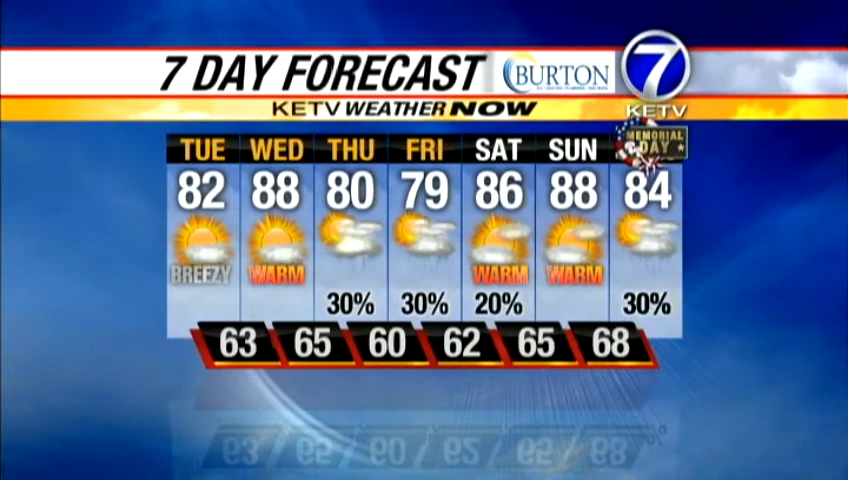 7 DAY FORECAST BURTON 7
KETV WEATHER NOW KETV
TUE WED THU FRI SAT SUN MEMORIAL DAY
82 88 80 79 86 88 84
BREEZY WARM WARM WARM
30% 30% 20% 30%
63 65 60 62 65 68